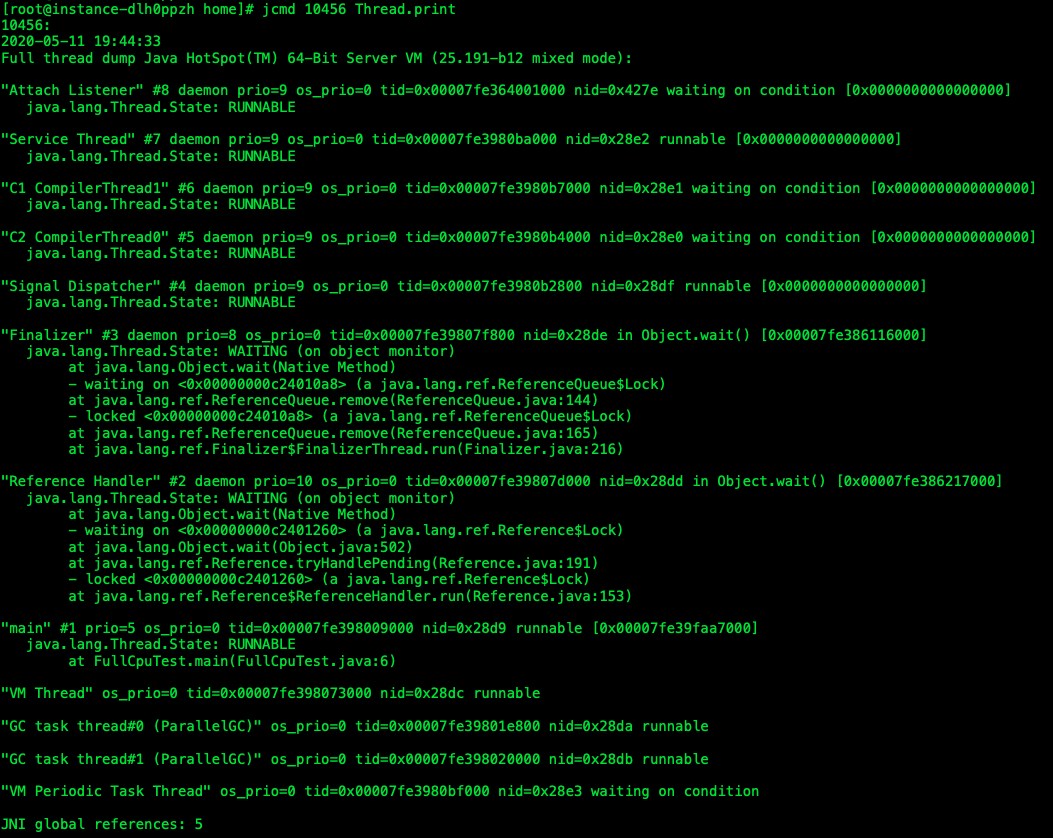 [root@instance-dlh0ppzh home]# jcmd 10456 Thread.print
10456:
2020-05-11 19:44:33
Full thread dump Java HotSpot(TM) 64-Bit Server VM (25.191-b12 mixed mode):
"Attach Listener" #8 daemon prio=9 os_prio=0 tid=0x00007fe364001000 nid=0x427e waiting on condition [0x0000000000000000]
java.lang.Thread.State: RUNNABLE
"Service Thread" #7 daemon prio=9 os_prio=0 tid=0x00007fe3980ba000 nid=0x28e2 runnable [0x0000000000000000]
java.lang.Thread.State: RUNNABLE
"C1 CompilerThread1" #6 daemon prio=9 os_prio=0 tid=0x00007fe3980b7000 nid=0x28e1 waiting on condition [0x0000000000000000]
java.lang.Thread.State: RUNNABLE
"C2 CompilerThread0" #5 daemon prio=9 os_prio=0 tid=0x00007fe3980b4000 nid=0x28e0 waiting on condition [0x0000000000000000]
java.lang.Thread.State: RUNNABLE
"Signal Dispatcher" #4 daemon prio=9 os_prio=0 tid=0x00007fe3980b2800 nid=0x28df runnable [0x0000000000000000]
java.lang.Thread.State: RUNNABLE
"Finalizer" #3 daemon prio=8 os_prio=0 tid=0x00007fe39807f800 nid=0x28de in Object.wait() [0x00007fe386116000]
java.lang.Thread.State: WAITING (on object monitor)
at java.lang.Object.wait(Native Method)
- waiting on <0x00000000c24010a8> (a java.lang.ref.ReferenceQueue$Lock)
at java.lang.ref.ReferenceQueue.remove(ReferenceQueue.java:144)
- locked <0x00000000c24010a8> (a java.lang.ref.ReferenceQueue$Lock)
at java.lang.ref.ReferenceQueue.remove(ReferenceQueue.java:165)
at java.lang.ref.Finalizer$FinalizerThread.run(Finalizer.java:216)
"Reference Handler" #2 daemon prio=10 os_prio=0 tid=0x00007fe39807d000 nid=0x28dd in Object.wait() [0x00007fe386217000]
java.lang.Thread.State: WAITING (on object monitor)
at java.lang.Object.wait(Native Method)
- waiting on <0x00000000c2401260> (a java.lang.ref.Reference$Lock)
at java.lang.Object.wait(Object.java:502)
at java.lang.ref.Reference.tryHandlePending(Reference.java:191)
- locked <0x00000000c2401260> (a java.lang.ref.Reference$Lock)
at java.lang.ref.Reference$ReferenceHandler.run(Reference.java:153)
"main" #1 prio=5 os_prio=0 tid=0x00007fe398009000 nid=0x28d9 runnable [0x00007fe39faa7000]
java.lang.Thread.State: RUNNABLE
at FullCpuTest.main(FullCpuTest.java:6)
"VM Thread" os_prio=0 tid=0x00007fe398073000 nid=0x28dc runnable
"GC task thread#0 (ParallelGC)" os_prio=0 tid=0x00007fe39801e800 nid=0x28da runnable
"GC task thread#1 (ParallelGC)" os_prio=0 tid=0x00007fe398020000 nid=0x28db runnable
"VM Periodic Task Thread" os_prio=0 tid=0x00007fe3980bf000 nid=0x28e3 waiting on condition
JNI global references: 5